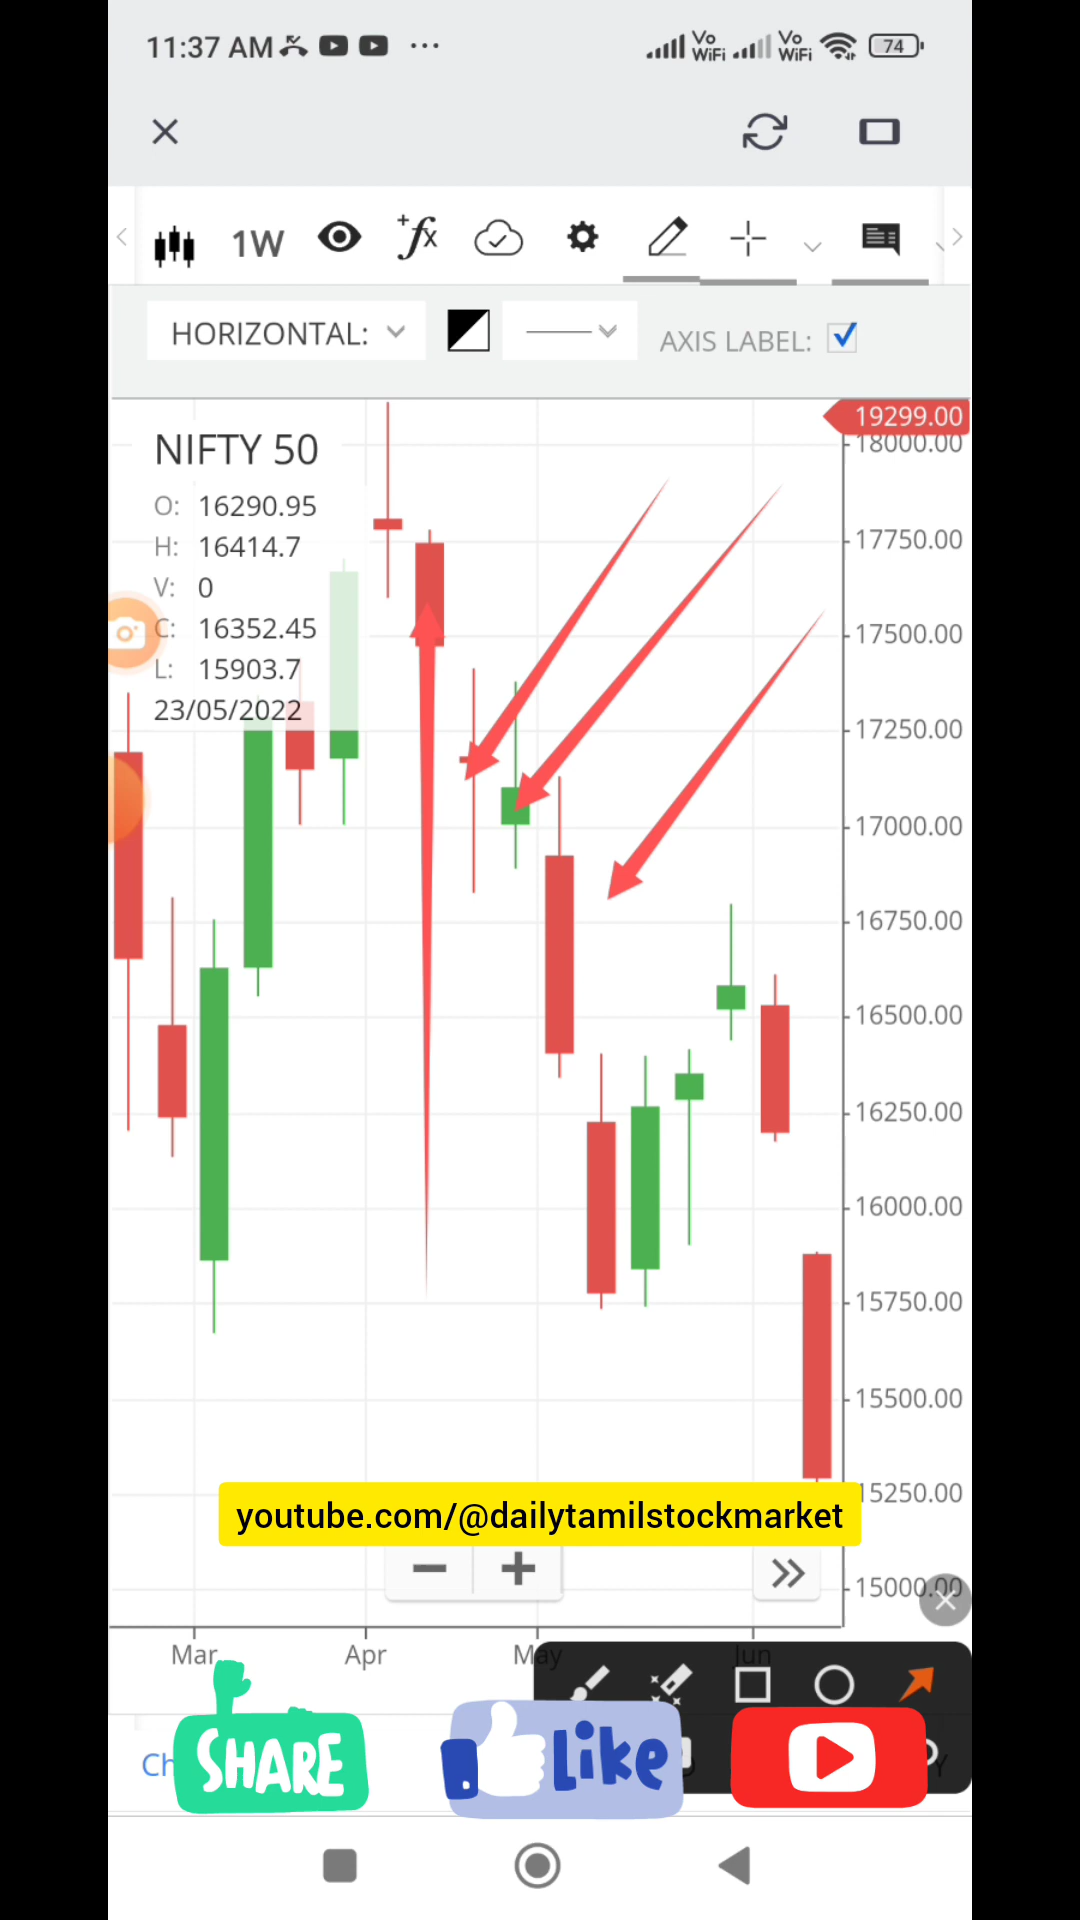 11:37 AM
Vo WiFi
Vo WiFi
74
1W
+fx
HORIZONTAL:
AXIS LABEL:
19299.00
18000.00
NIFTY 50
O: 16290.95
H: 16414.7
V: 0
C: 16352.45
L: 15903.7
23/05/2022
17750.00
17500.00
17250.00
17000.00
16750.00
16500.00
16250.00
16000.00
15750.00
15500.00
15250.00
youtube.com/@dailytamilstockmarket
15000.00
Mar
Apr
May
Jun
SHARE
Like